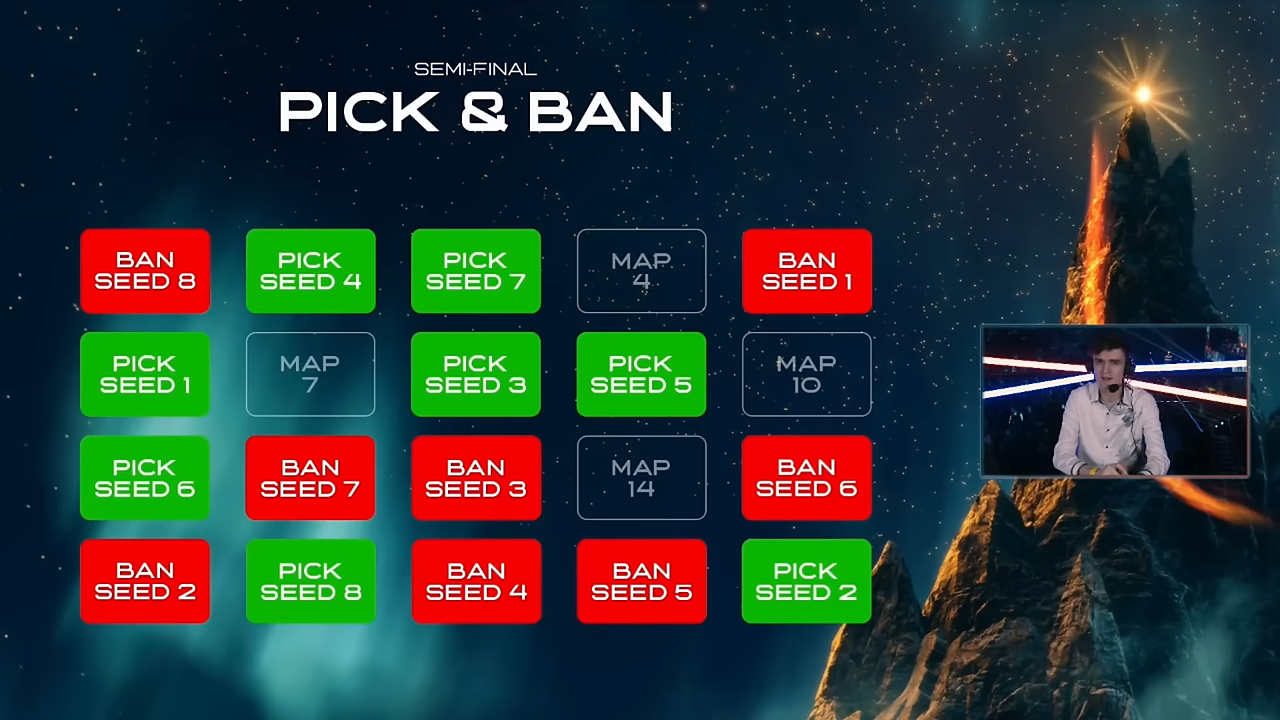 SEMI-FINAL
PICK & BAN
BAN
SEED 8
PICK
SEED 4
PICK
SEED 7
MAP
4
BAN
SEED 1
PICK
SEED 1
MAP
7
PICK
SEED 3
PICK
SEED 5
MAP
10
PICK
SEED 6
BAN
SEED 7
BAN
SEED 3
MAP
14
BAN
SEED 6
BAN
SEED 2
PICK
SEED 8
BAN
SEED 4
BAN
SEED 5
PICK
SEED 2